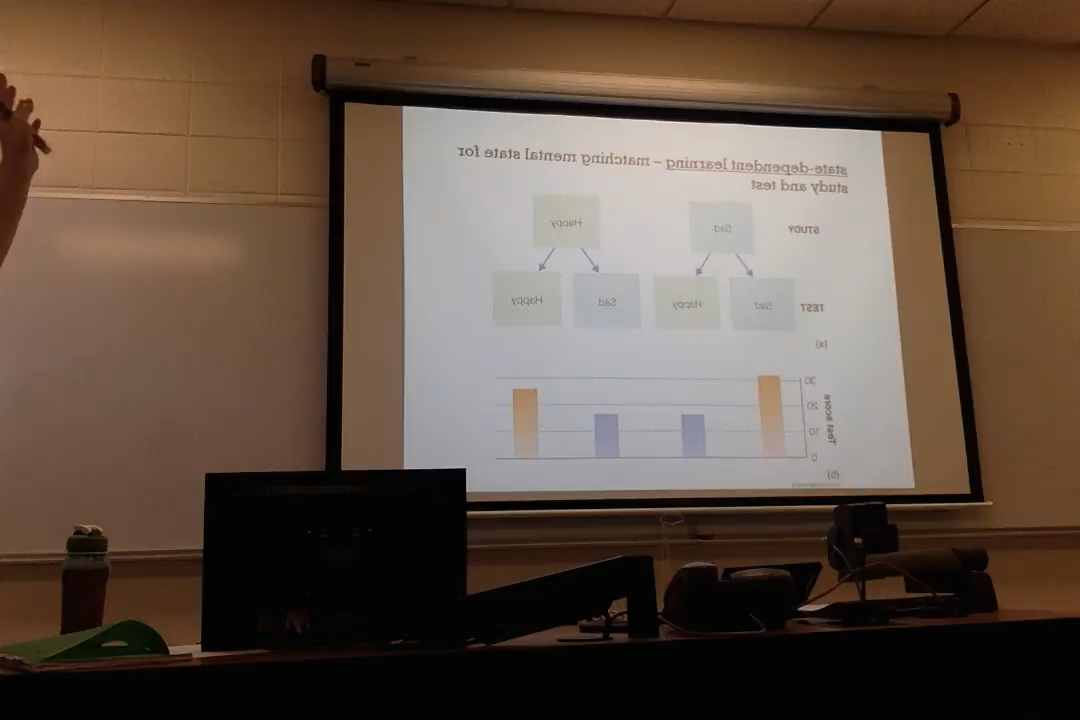 state-dependent learning – matching mental state for
study and test
STUDY
Sad
Happy
TEST
Sad
Happy
Sad
Happy
(a)
Test score
30
20
10
0
(b)